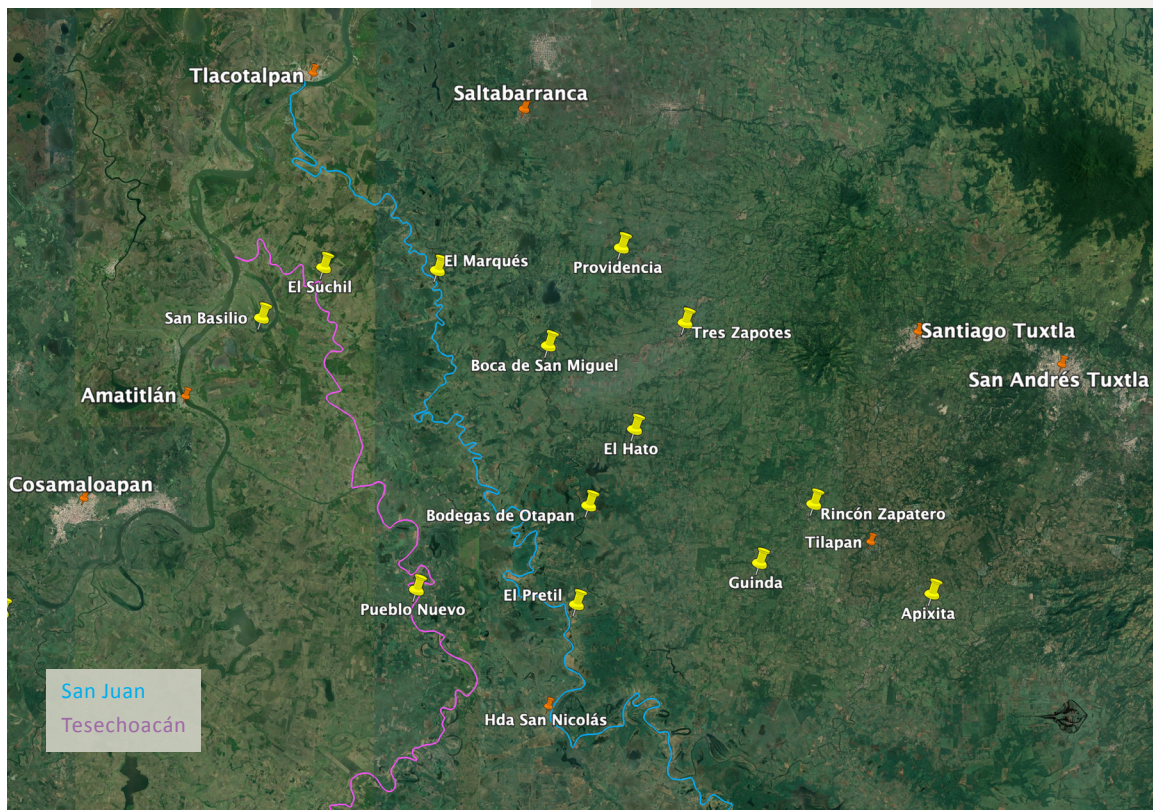 Tlacotalpan
Saltabarranca
El Marqués
Providencia
El Súchil
San Basilio
Tres Zapotes
Santiago Tuxtla
Boca de San Miguel
San Andrés Tuxtla
Amatitlán
El Hato
Cosamaloapan
Bodegas de Otapan
Rincón Zapatero
Tilapan
Guinda
El Pretil
Pueblo Nuevo
Apixita
San Juan
Hda San Nicolás
Tesechoacán